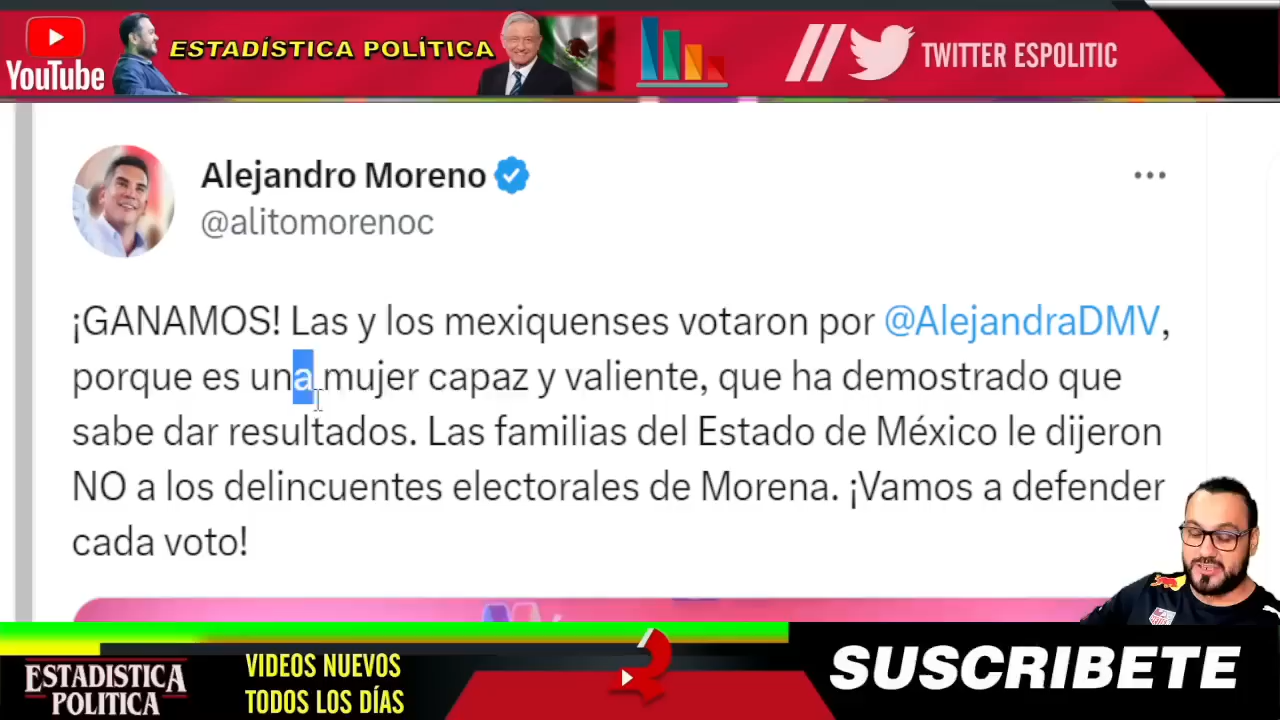 YouTube
ESTADÍSTICA POLÍTICA
TWITTER ESPOLITIC
Alejandro Moreno
@alitomorenoc
¡GANAMOS! Las y los mexiquenses votaron por @AlejandraDMV,
porque es una mujer capaz y valiente, que ha demostrado que
sabe dar resultados. Las familias del Estado de México le dijeron
NO a los delincuentes electorales de Morena. ¡Vamos a defender
cada voto!
ESTADISTICA
POLITICA
VIDEOS NUEVOS
TODOS LOS DÍAS
SUSCRIBETE